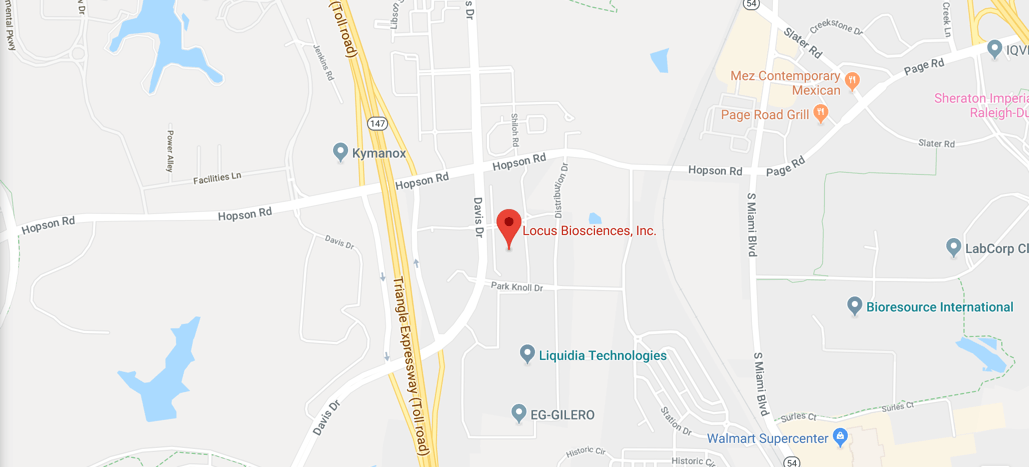 mental Pkwy
(Toll road)
Libson
s Dr
54
Slater Rd
Creekstone Dr
Creek Ln
IQVI
Jenkins Rd
Page Rd
Mez Contemporary
Mexican
Page Road Grill
Sheraton Imperia
Raleigh-Du
147
Shiloh Rd
Power Alley
Kymanox
Slater Rd
Facilities Ln
Hopson Rd
Hopson Rd
Hopson Rd
Page Rd
Hopson Rd
Hopson Rd
Distribution Dr
Davis Dr
S Miami Blvd
Locus Biosciences, Inc.
Davis Dr
LabCorp Cl
Park Knoll Dr
Bioresource International
Triangle Expressway (Toll road)
Liquidia Technologies
S Miami Blvd
Davis Dr
EG-GILERO
Station Dr
Surles Ct
Surles Ct
Walmart Supercenter
Historic Cir
Historic Cir
54